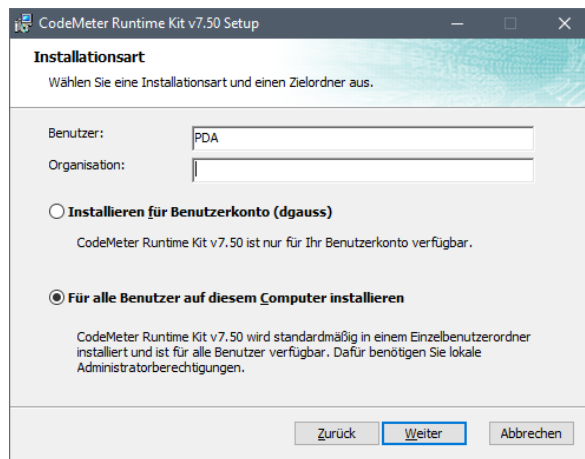 CodeMeter Runtime Kit v7.50 Setup
Installationsart
Wählen Sie eine Installationsart und einen Zielordner aus.
Benutzer:
PDA
Organisation:
Installieren für Benutzerkonto (dgauss)
CodeMeter Runtime Kit v7.50 ist nur für Ihr Benutzerkonto verfügbar.
Für alle Benutzer auf diesem Computer installieren
CodeMeter Runtime Kit v7.50 wird standardmäßig in einem Einzelbenutzerordner
installiert und ist für alle Benutzer verfügbar. Dafür benötigen Sie lokale
Administratorberechtigungen.
Zurück Weiter Abbrechen